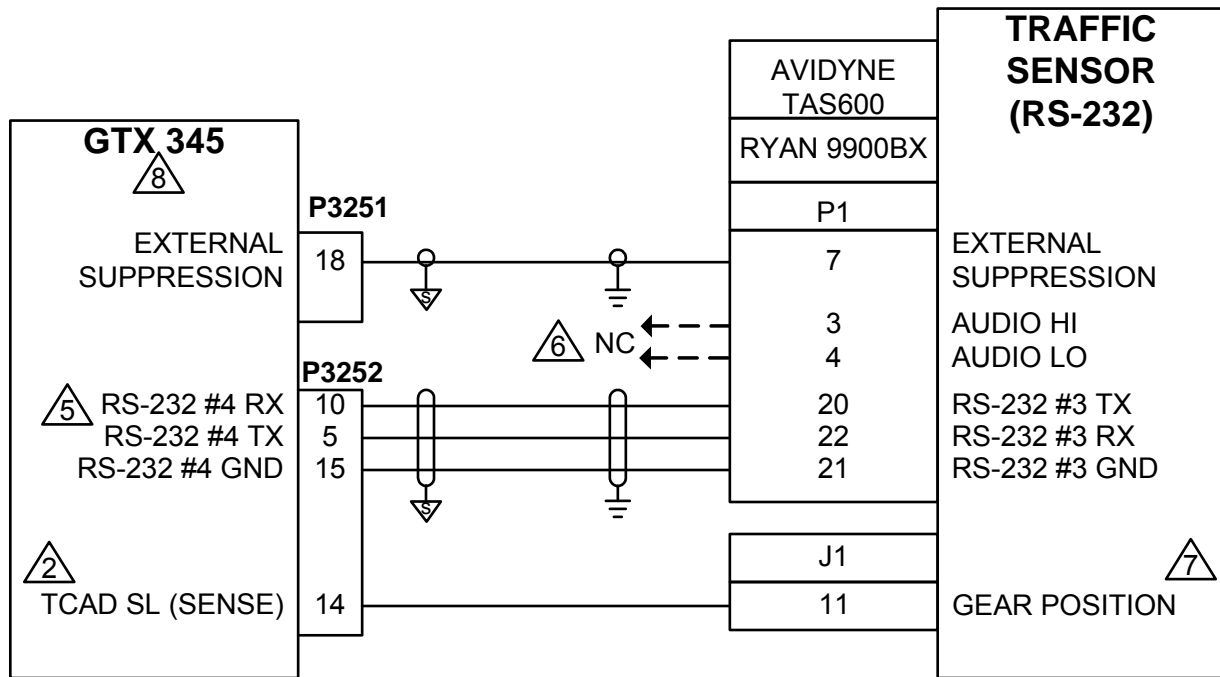 GTX 345
8
P3251
EXTERNAL
SUPPRESSION
18
S
6 NC
P3252
5 RS-232 #4 RX 10
RS-232 #4 TX 5
RS-232 #4 GND 15
S
2
TCAD SL (SENSE) 14
AVIDYNE
TAS600
RYAN 9900BX
P1
TRAFFIC
SENSOR
(RS-232)
7 EXTERNAL
SUPPRESSION
3 AUDIO HI
4 AUDIO LO
20 RS-232 #3 TX
22 RS-232 #3 RX
21 RS-232 #3 GND
J1
7
11 GEAR POSITION